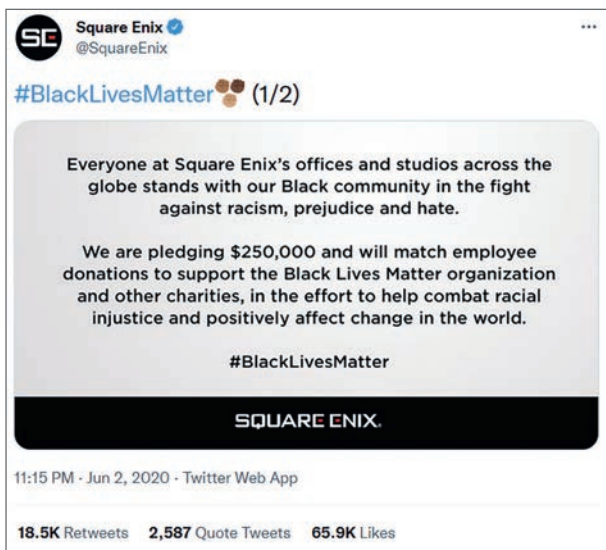 SE
Square Enix
@SquareEnix
#BlackLivesMatter (1/2)
Everyone at Square Enix's offices and studios across the
globe stands with our Black community in the fight
against racism, prejudice and hate.
We are pledging $250,000 and will match employee
donations to support the Black Lives Matter organization
and other charities, in the effort to help combat racial
injustice and positively affect change in the world.
#BlackLivesMatter
SQUARE ENIX.
11:15 PM · Jun 2, 2020 · Twitter Web App
18.5K Retweets 2,587 Quote Tweets 65.9K Likes